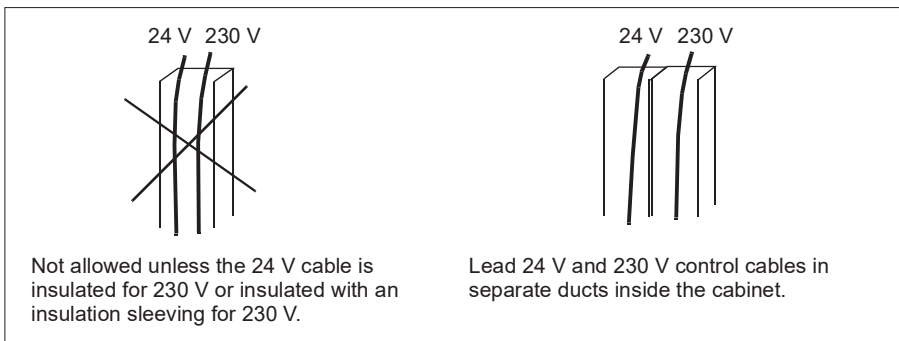 24 V 230 V
Not allowed unless the 24 V cable is
insulated for 230 V or insulated with an
insulation sleeving for 230 V.
24 V 230 V
Lead 24 V and 230 V control cables in
separate ducts inside the cabinet.